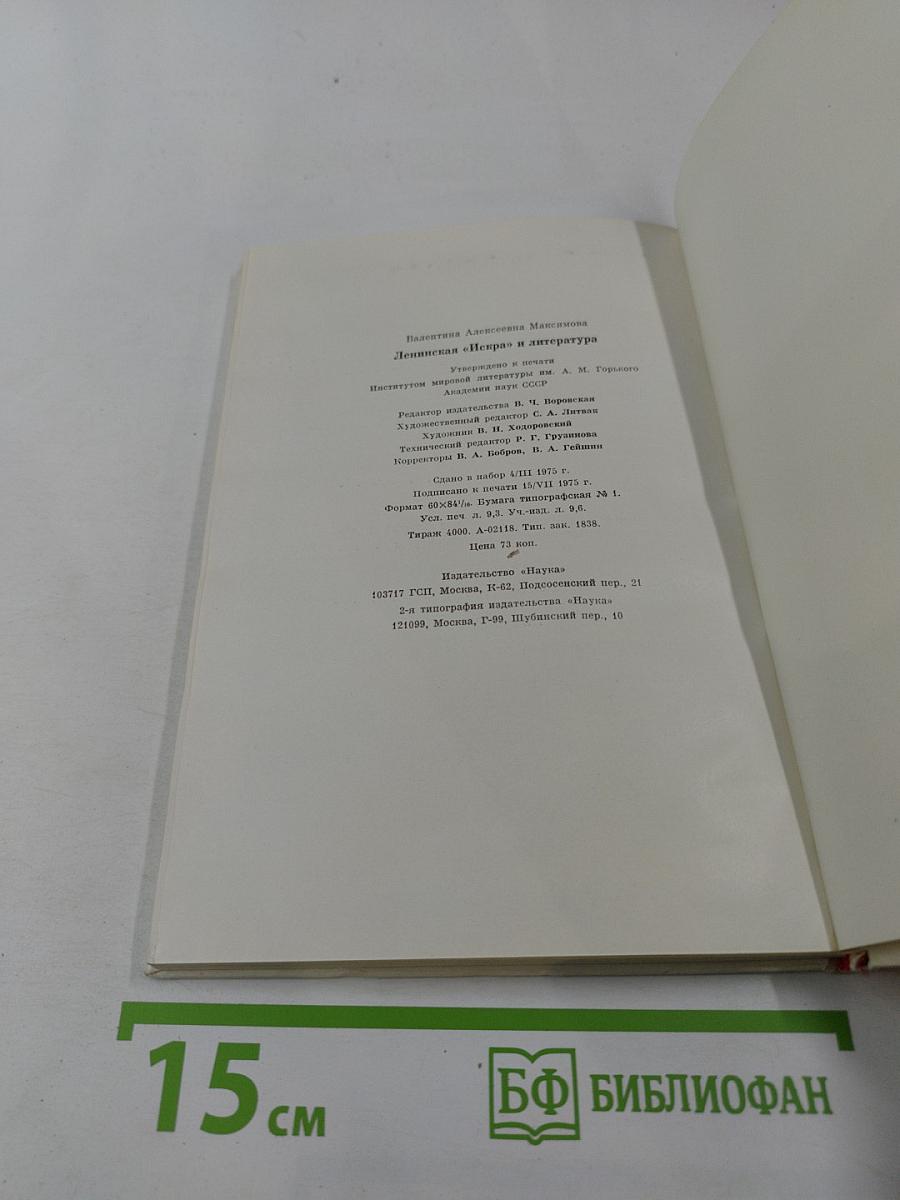 Валентина Алексеевна Максимова
Ленинская «Искра» и литература
Утверждено к печати
Институтом мировой литературы им. А. М. Горького
Академии наук СССР
Редактор издательства В. Ч. Воровская
Художественный редактор С. А. Литвак
Художник В. Н. Ходоровский
Технический редактор Р. Г. Грузинова
Корректоры В. А. Бобров, В. А. Гейшин
Сдано в набор 4/III 1975 г.
Подписано к печати 15/VII 1975 г.
Формат 60×84¹/₁₆. Бумага типографская № 1.
Усл. печ. л. 9,3. Уч.-изд. л. 9,6.
Тираж 4000. А-02118. Тип. зак. 1838.
Цена 73 коп.
Издательство «Наука»
103717 ГСП, Москва, К-62, Подсосенский пер., 21
2-я типография издательства «Наука»
121099, Москва, Г-99, Шубинский пер., 10
15 см
БФ БИБЛИОФАН